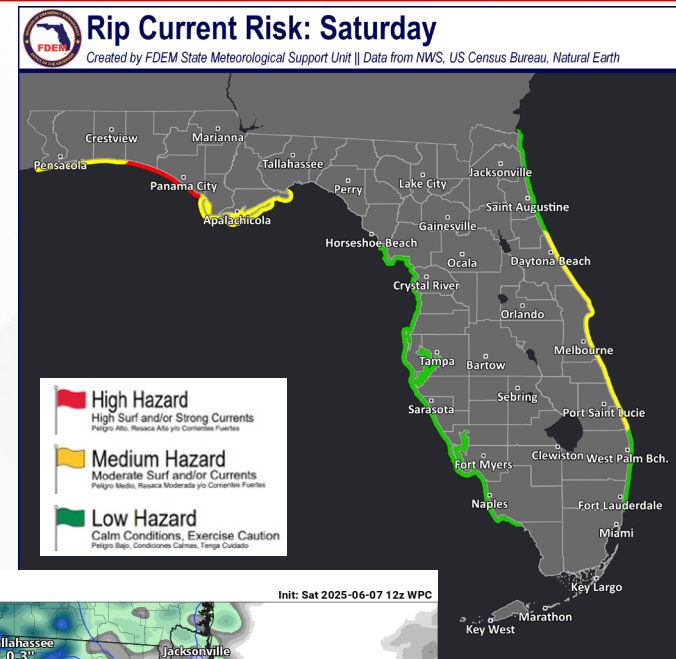 FDEM
Rip Current Risk: Saturday
Created by FDEM State Meteorological Support Unit || Data from NWS, US Census Bureau, Natural Earth
Crestview
Marianna
Pensacola
Tallahassee
Panama City
Jacksonville
Perry
Lake City
Apalachicola
Saint Augustine
Gainesville
Horseshoe Beach
Ocala
Daytona Beach
Crystal River
Orlando
Melbourne
Tampa
Bartow
Sebring
Sarasota
Port Saint Lucie
Clewiston
West Palm Bch.
Fort Myers
Naples
Fort Lauderdale
Miami
Key Largo
Marathon
Key West
High Hazard
High Surf and/or Strong Currents
Peligro Alto, Resaca Alta y/o Corrientes Fuertes
Medium Hazard
Moderate Surf and/or Currents
Peligro Medio, Resaca Moderada y/o Corrientes Fuertes
Low Hazard
Calm Conditions, Exercise Caution
Peligro Bajo, Condiciones Calmas, Tenga Cuidado
Init: Sat 2025-06-07 12z WPC
llahassee
0.3"
Jacksonville